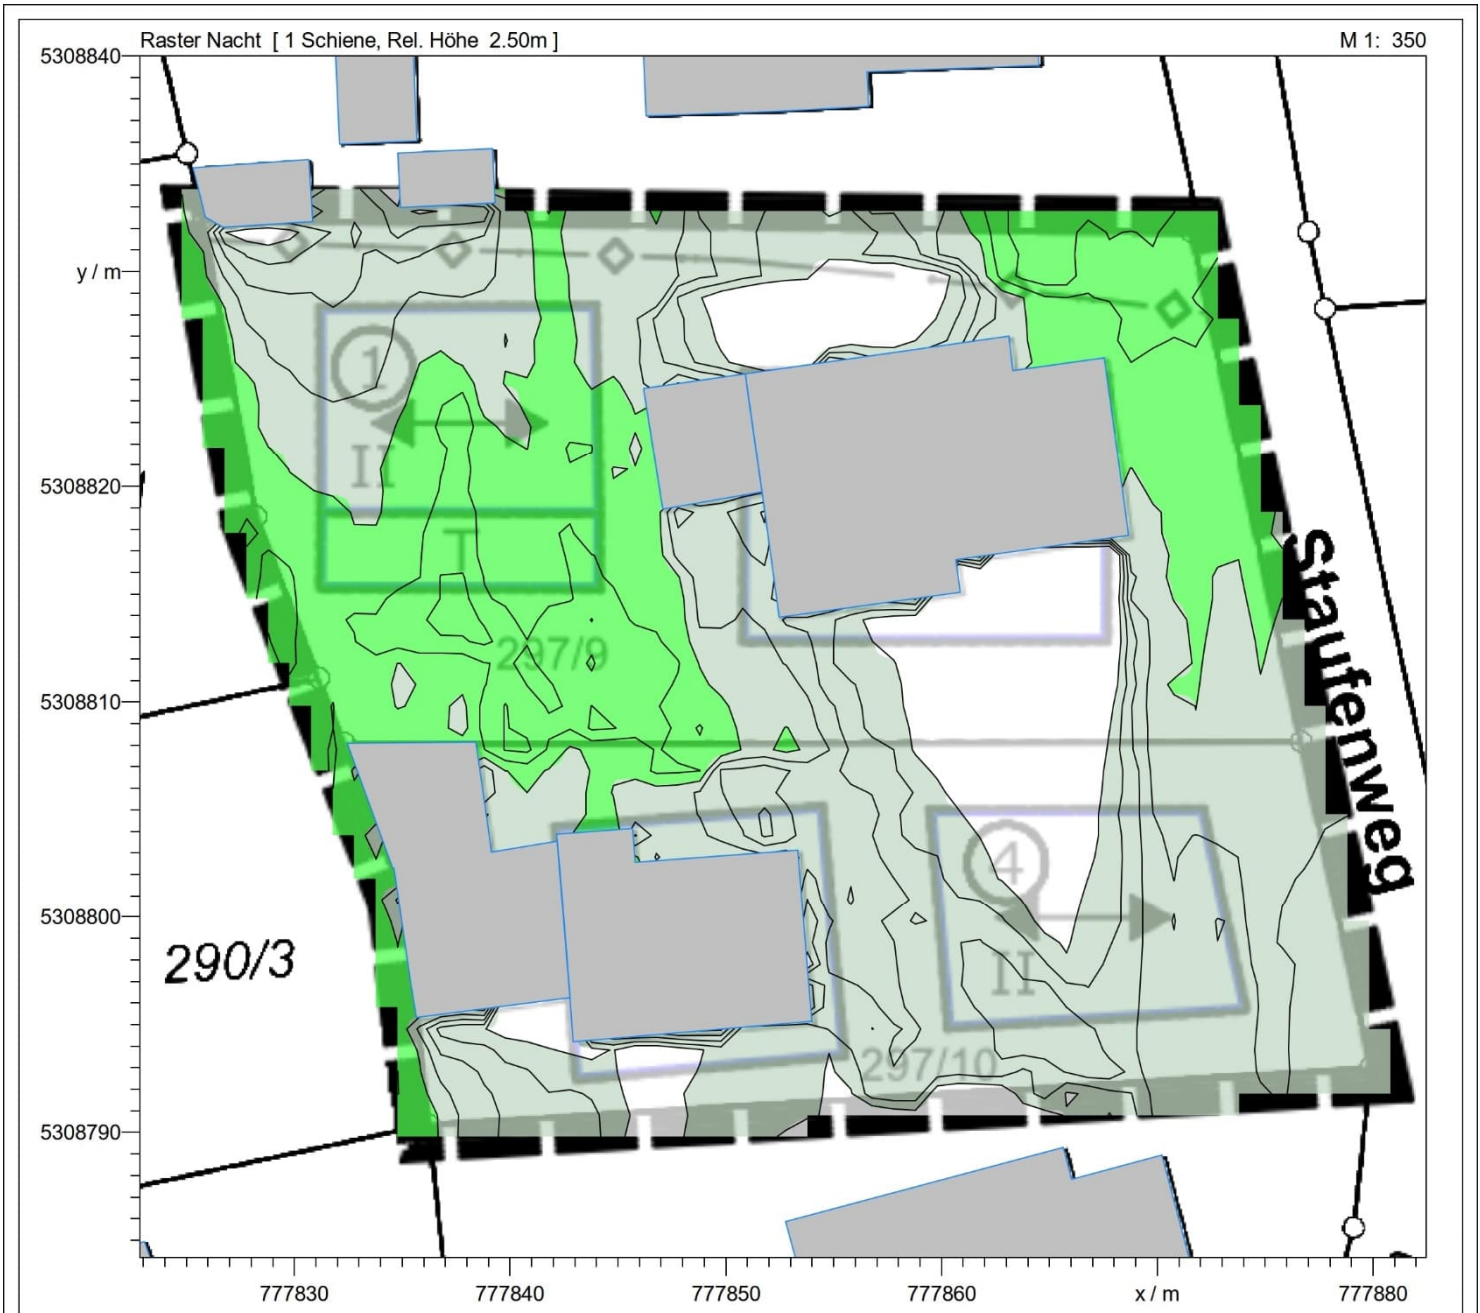 Raster Nacht [ 1 Schiene, Rel. Höhe 2.50m ]
M 1: 350
5308840
y / m
1
II
5308820
T
Staufenweg
297/9
5308810
4
5308800
290/3
II
297/10
5308790
777830
777840
777850
777860
x / m
777880